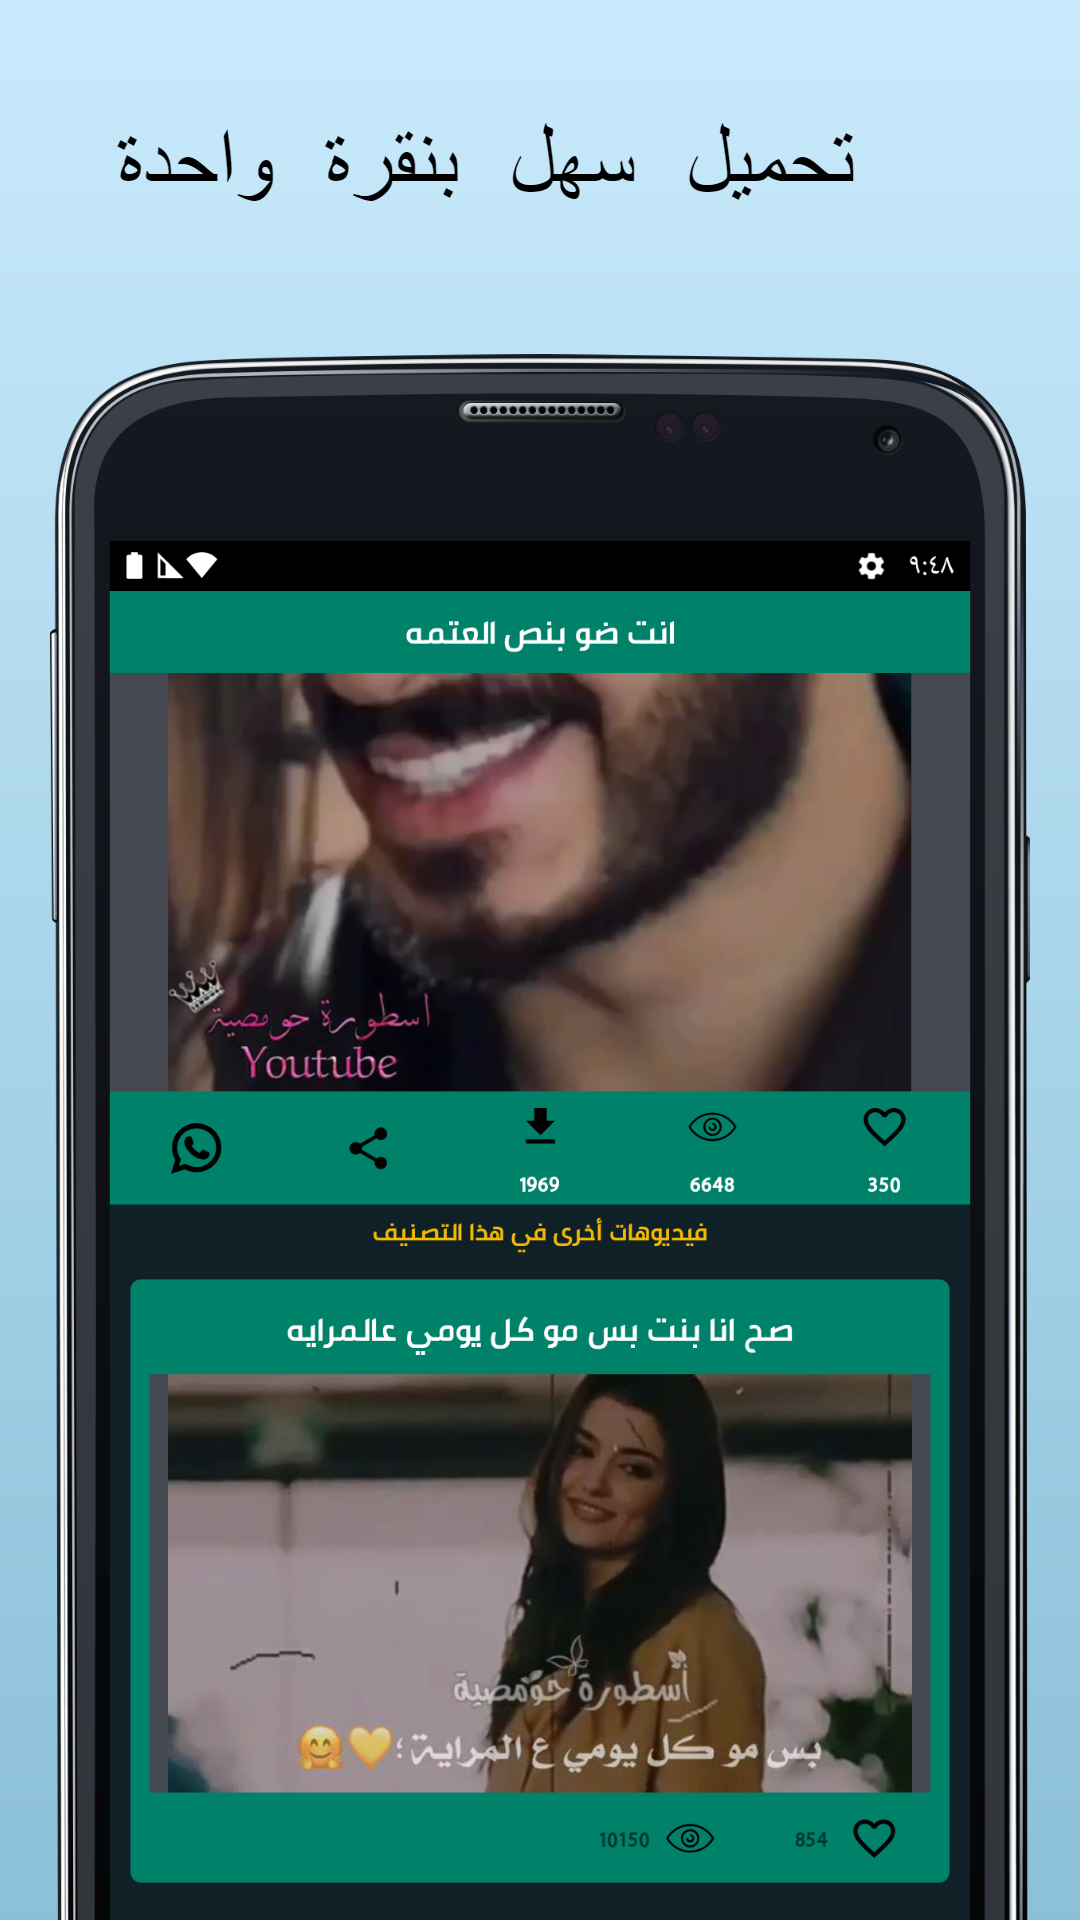 تحميل سهل بنقرة واحدة
٩:٤٨
انت ضو بنص العتمه
اسطورة حومصية
Youtube
1969
6648
350
فيديوهات أخرى في هذا التصنيف
صح انا بنت بس مو كل يومي عالمرايه
أسطورة حومصية
بس مو كل يومي ع المراية ؛💛🤗
10150
854